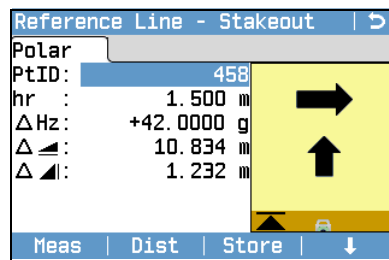 Reference Line - Stakeout
Polar
PtID: 458
hr : 1.500 m
ΔHz: +42.0000 g
Δ◢: 10.834 m
Δ◢: 1.232 m
Meas | Dist | Store | ↓